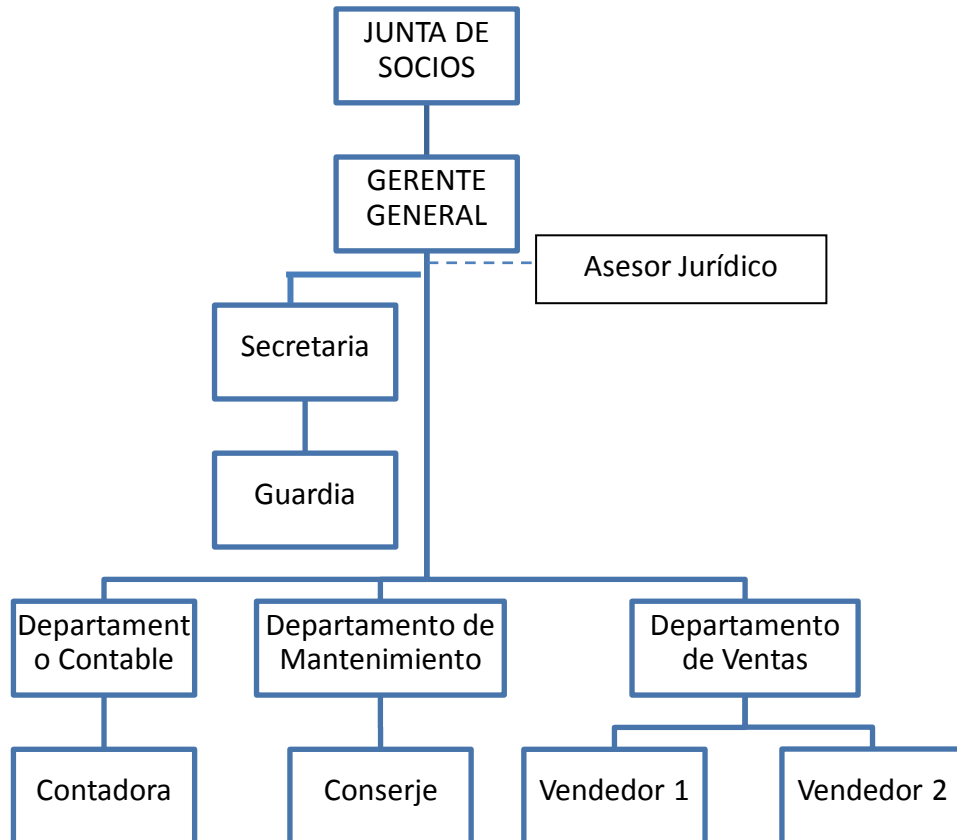 JUNTA DE
SOCIOS
GERENTE
GENERAL
Asesor Jurídico
Secretaria
Guardia
Departament
o Contable
Departamento de
Mantenimiento
Departamento
de Ventas
Contadora
Conserje
Vendedor 1
Vendedor 2